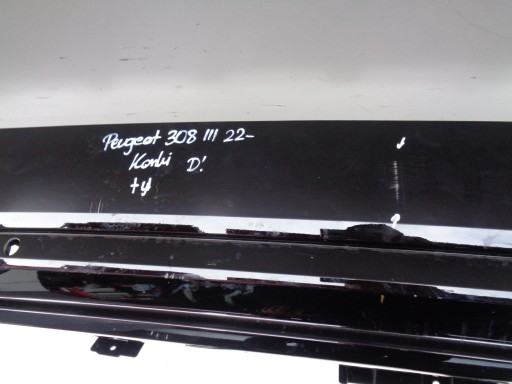 Peugeot 308 III 22-
Kombi D!
tył